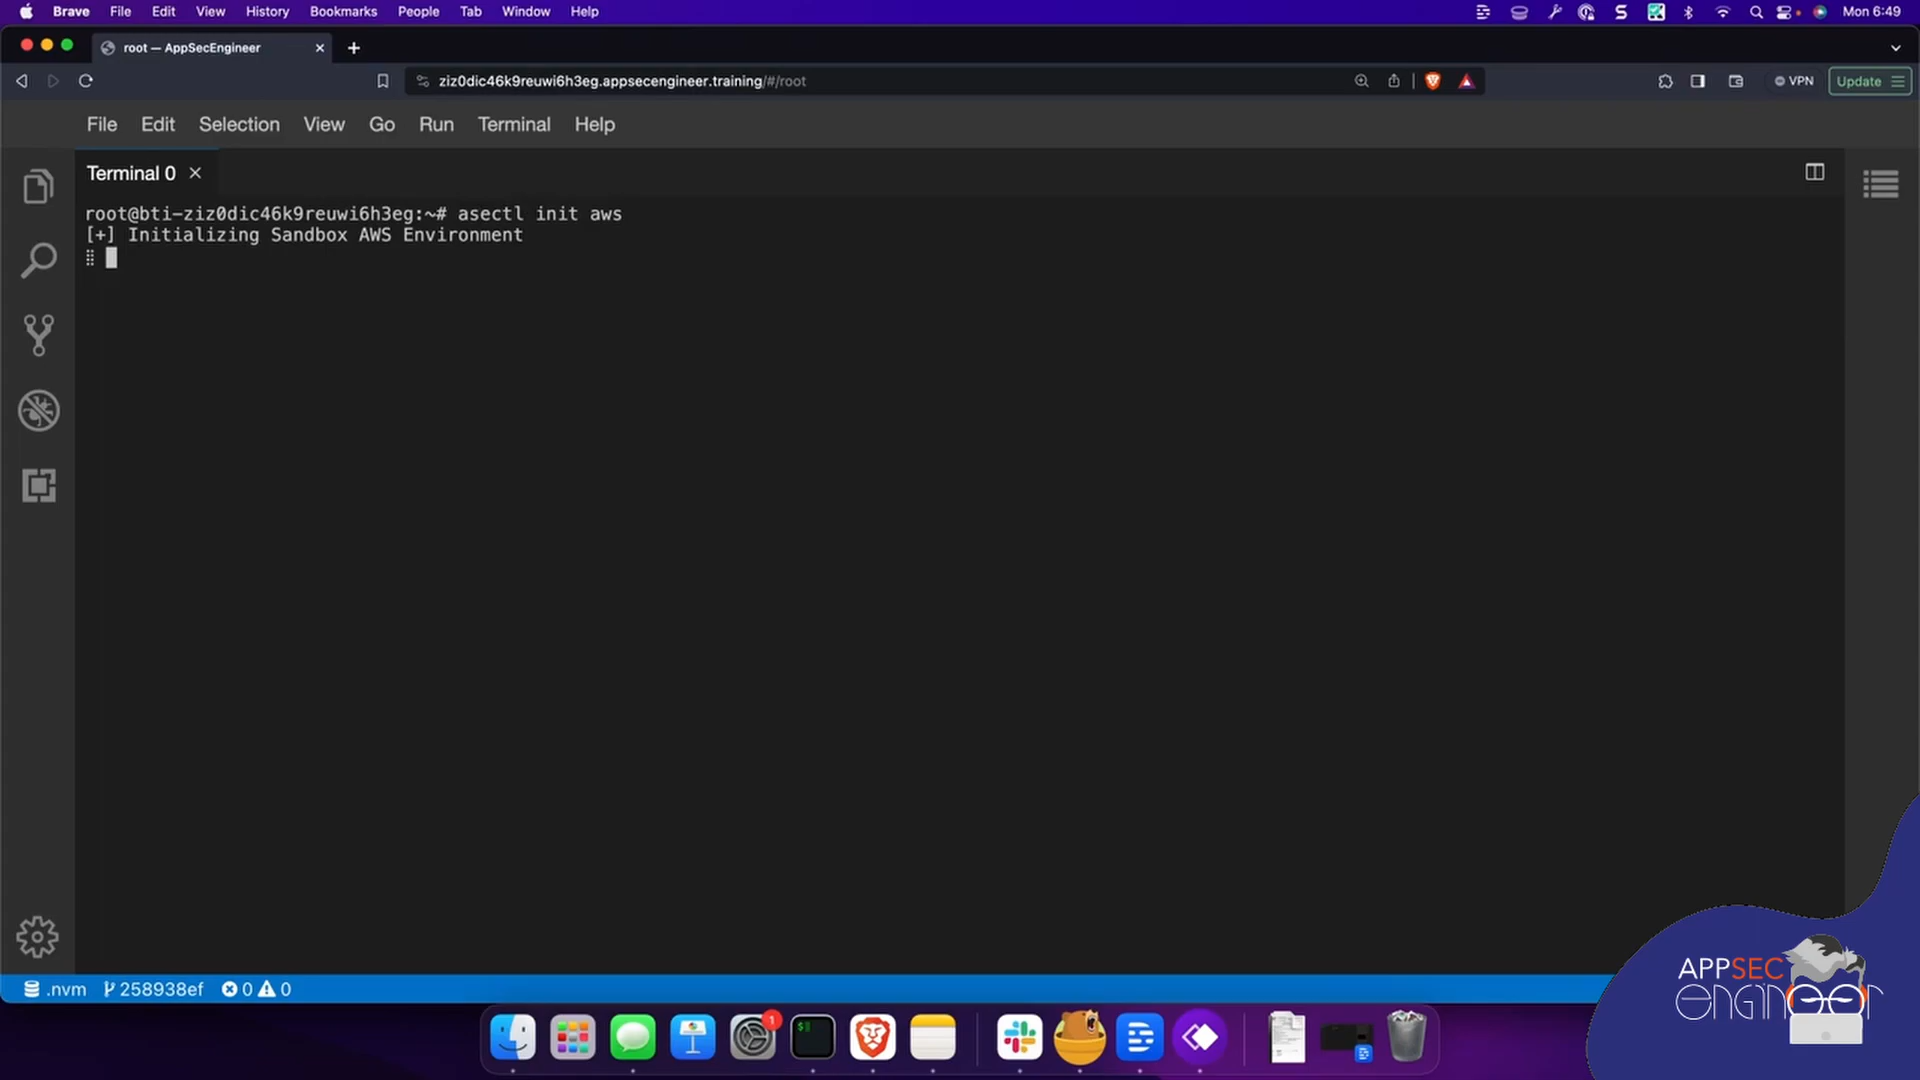 Brave File Edit View History Bookmarks People Tab Window Help Mon 6:49
root — AppSecEngineer
ziz0dic46k9reuwi6h3eg.appsecengineer.training/#/root VPN Update
File Edit Selection View Go Run Terminal Help
Terminal 0
root@bti-ziz0dic46k9reuwi6h3eg:~# asectl init aws
[+] Initializing Sandbox AWS Environment
.nvm 258938ef 0 0
APPSEC
engineer
1